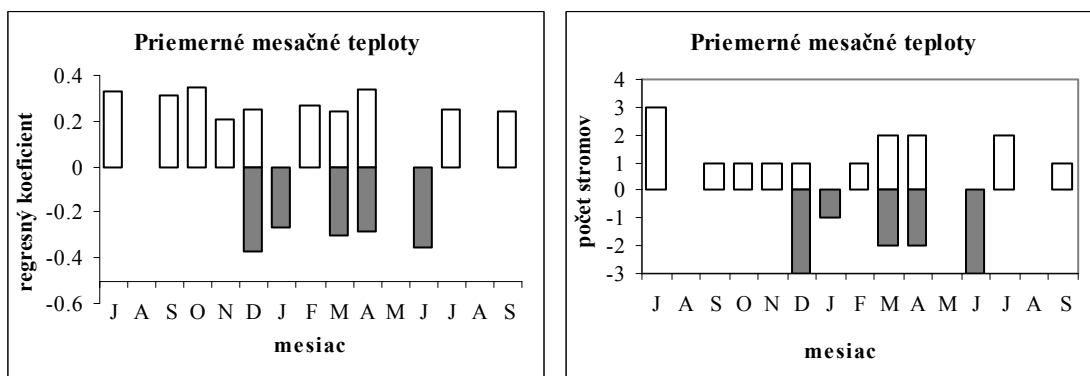 Priemerné mesačné teploty
regresný koeficient
0.4
0.2
0
-0.2
-0.4
-0.6
J A S O N D J F M A M J J A S
mesiac
Priemerné mesačné teploty
počet stromov
4
3
2
1
0
-1
-2
-3
J A S O N D J F M A M J J A S
mesiac